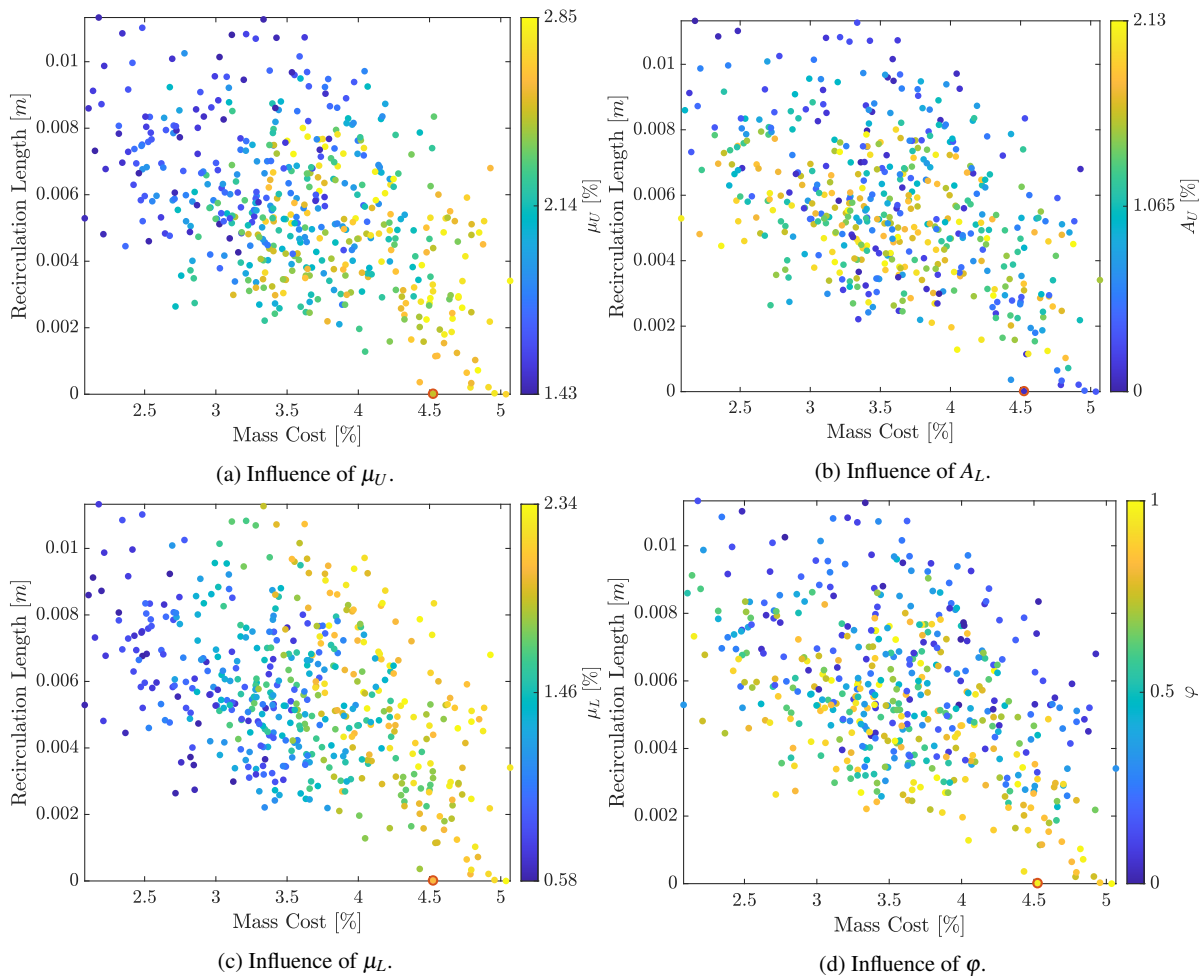 0.01
0.008
0.006
0.004
0.002
0
Recirculation Length [m]
2.5 3 3.5 4 4.5 5
Mass Cost [%]
2.85
2.14
1.43
μ_U [%]
(a) Influence of μ_U.
0.01
0.008
0.006
0.004
0.002
0
Recirculation Length [m]
2.5 3 3.5 4 4.5 5
Mass Cost [%]
2.13
1.065
0
A_U [%]
(b) Influence of A_L.
0.01
0.008
0.006
0.004
0.002
0
Recirculation Length [m]
2.5 3 3.5 4 4.5 5
Mass Cost [%]
2.34
1.46
0.58
μ_L [%]
(c) Influence of μ_L.
0.01
0.008
0.006
0.004
0.002
0
Recirculation Length [m]
2.5 3 3.5 4 4.5 5
Mass Cost [%]
1
0.5
0
φ
(d) Influence of φ.